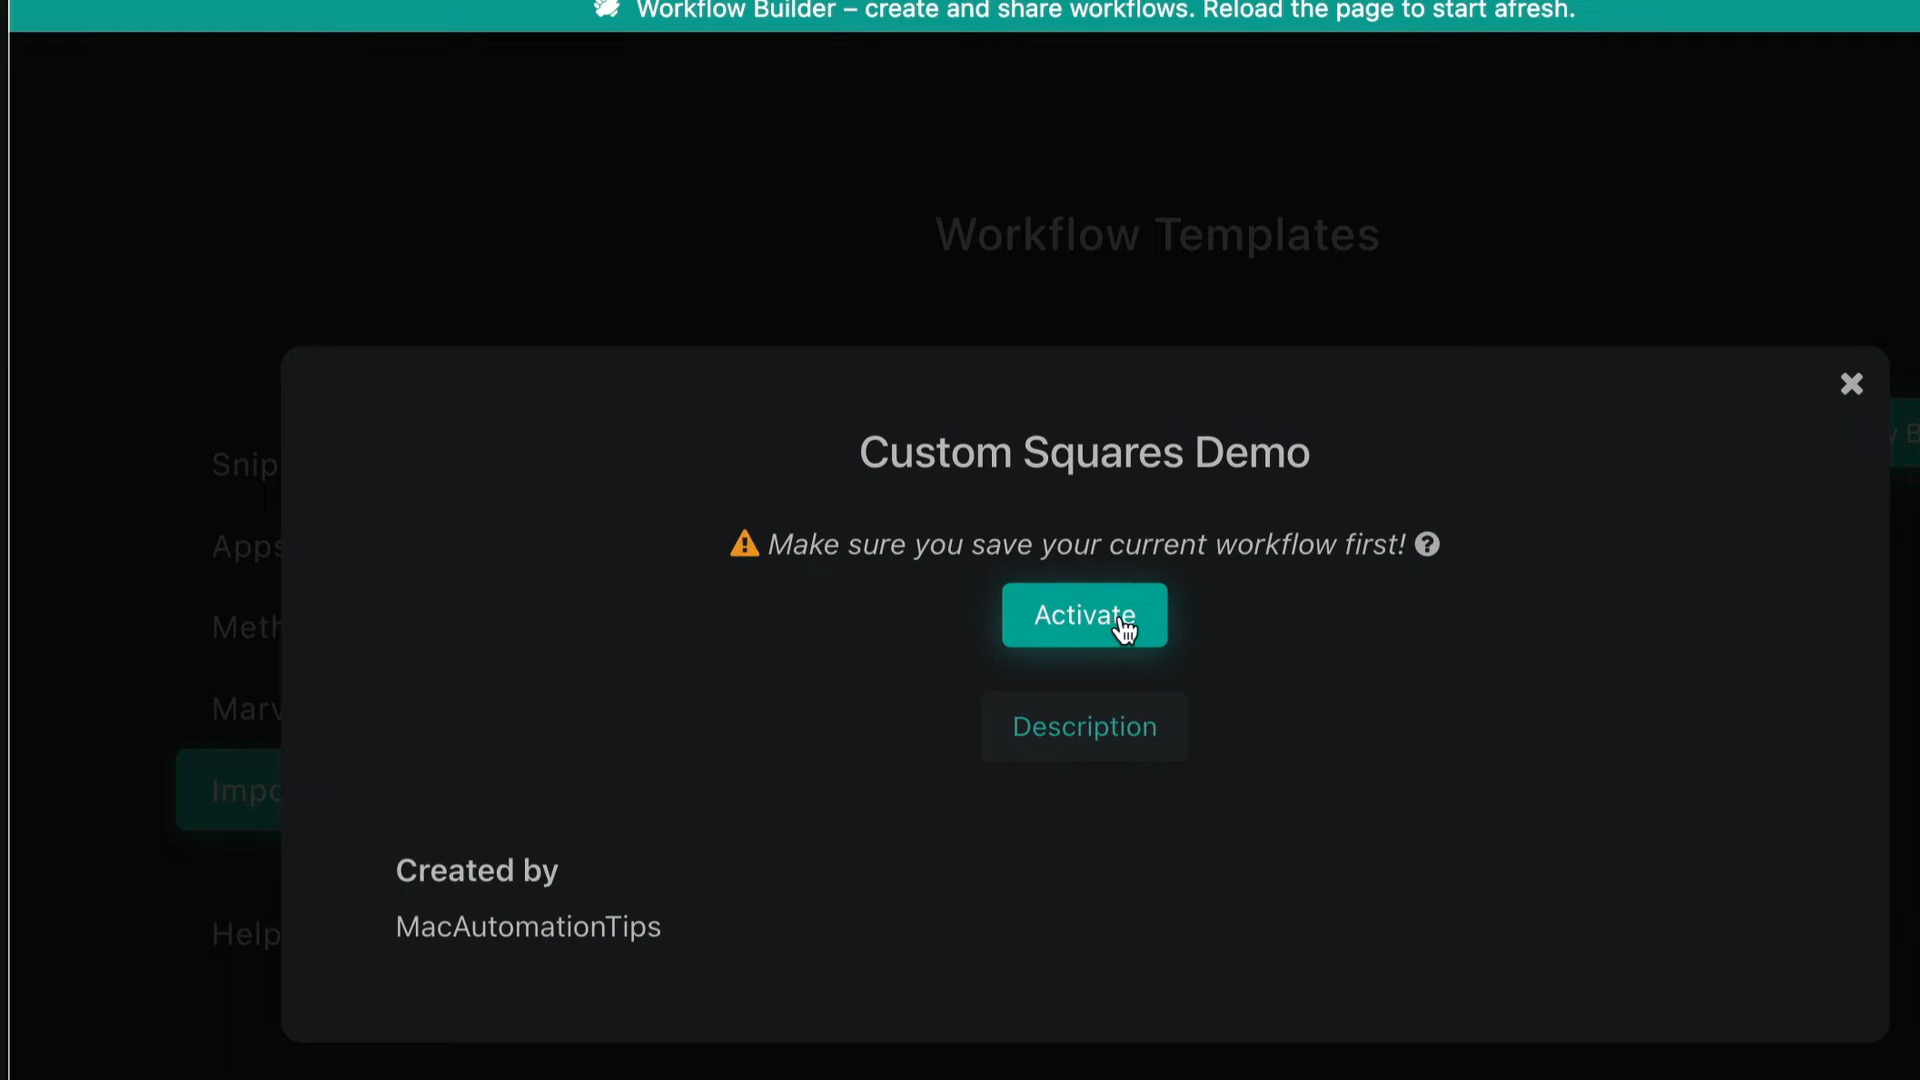 Workflow Builder – create and share workflows. Reload the page to start afresh.
Workflow Templates
Custom Squares Demo
Snip
Make sure you save your current workflow first!
Apps
Activate
Meth
Marv
Description
Impo
Created by
MacAutomationTips
Help